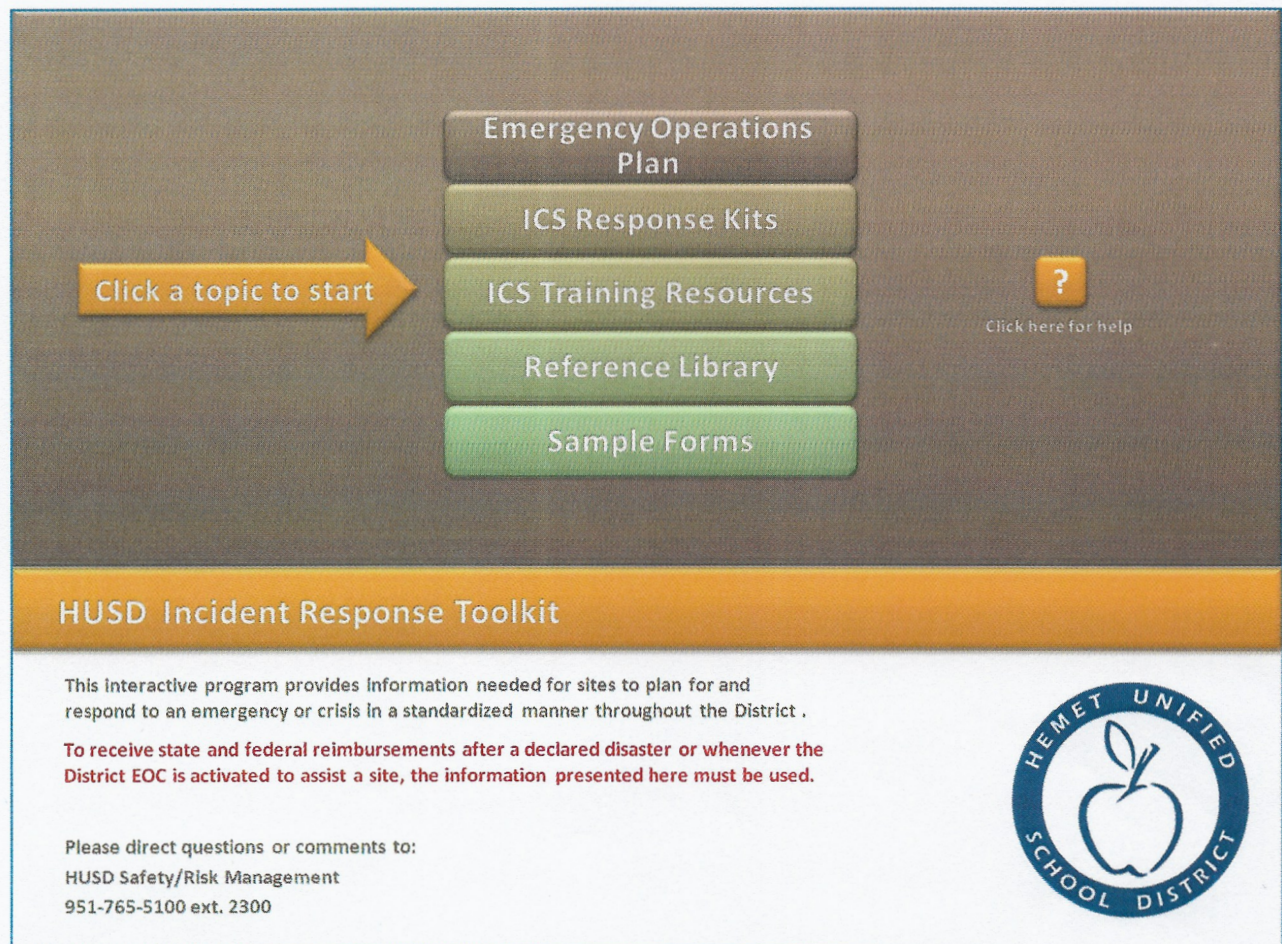 Emergency Operations
Plan
ICS Response Kits
Click a topic to start
ICS Training Resources
?
Click here for help
Reference Library
Sample Forms
HUSD Incident Response Toolkit
This interactive program provides information needed for sites to plan for and
respond to an emergency or crisis in a standardized manner throughout the District .
To receive state and federal reimbursements after a declared disaster or whenever the
District EOC is activated to assist a site, the information presented here must be used.
Please direct questions or comments to:
HUSD Safety/Risk Management
951-765-5100 ext. 2300
HEMET UNIFIED
SCHOOL DISTRICT